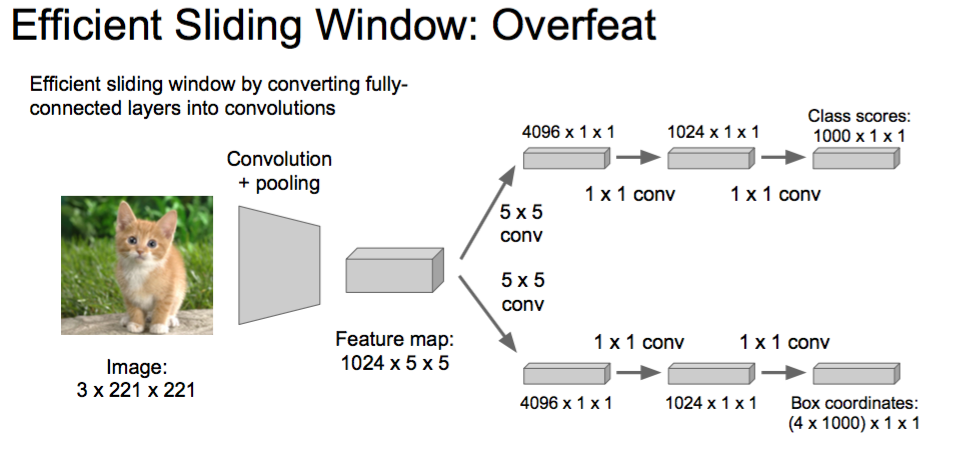 Efficient Sliding Window: Overfeat
Efficient sliding window by converting fully-
connected layers into convolutions
Convolution
+ pooling
Image:
3 x 221 x 221
Feature map:
1024 x 5 x 5
5 x 5
conv
5 x 5
conv
4096 x 1 x 1
1024 x 1 x 1
Class scores:
1000 x 1 x 1
1 x 1 conv
1 x 1 conv
1 x 1 conv
1 x 1 conv
4096 x 1 x 1
1024 x 1 x 1
Box coordinates:
(4 x 1000) x 1 x 1